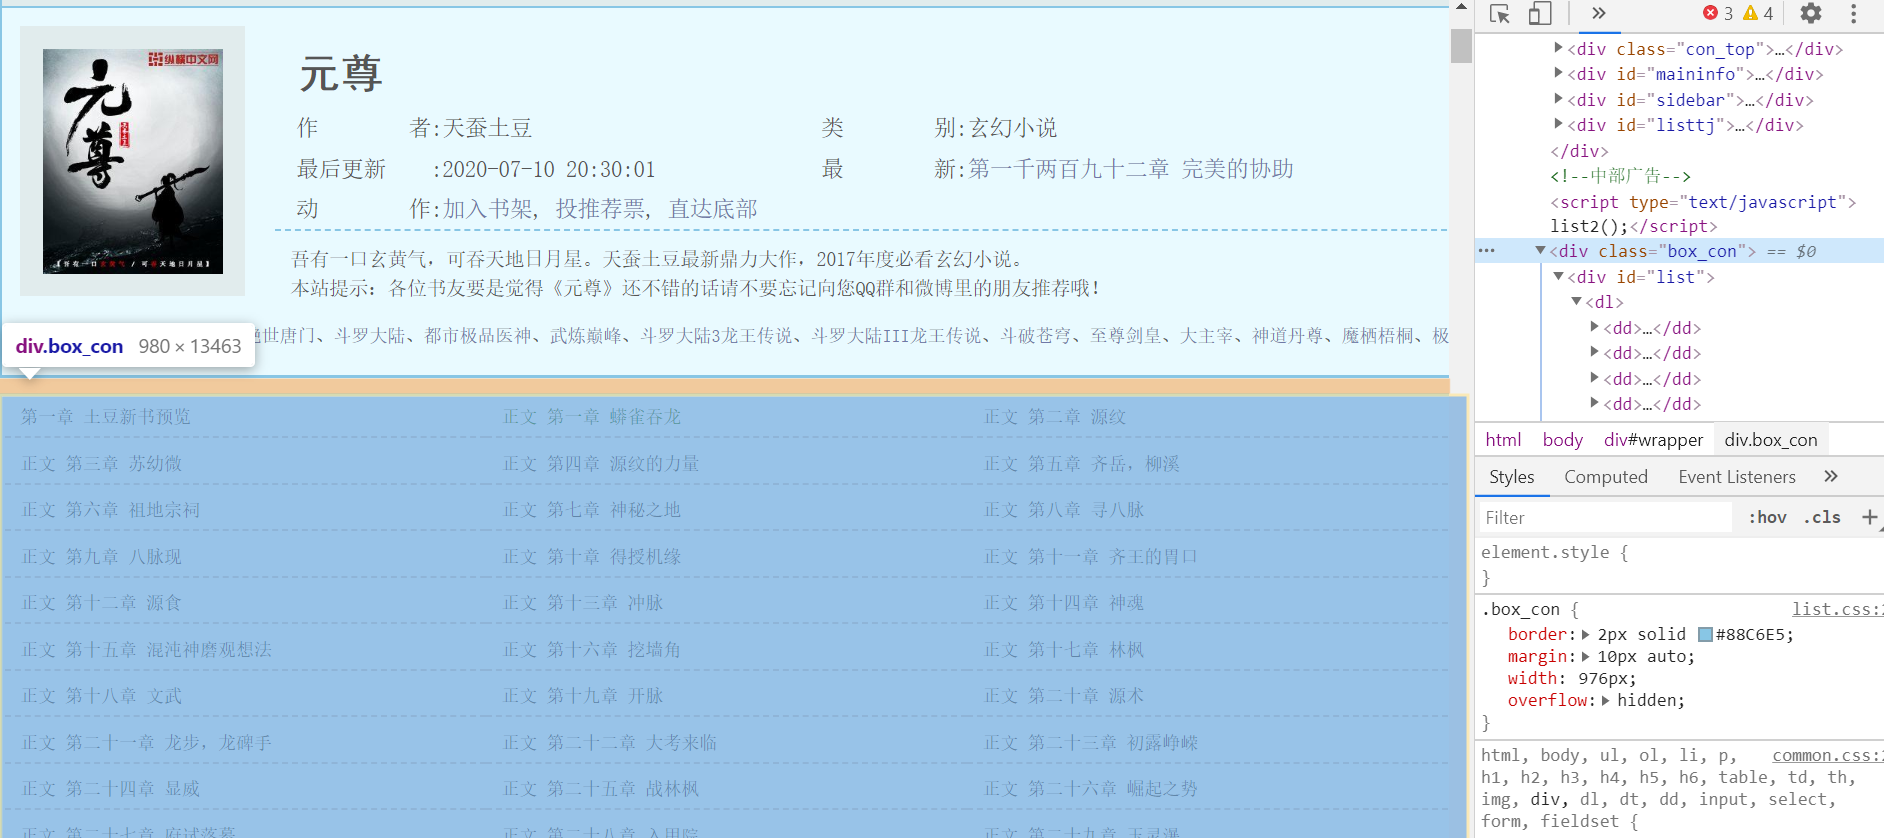 元尊
纵横中文网
元尊
【吾有一口玄黄气 / 可吞天地日月星】
作 者:天蚕土豆 类 别:玄幻小说
最后更新 :2020-07-10 20:30:01 最 新:第一千两百九十二章 完美的协助
动 作:加入书架, 投推荐票, 直达底部
吾有一口玄黄气，可吞天地日月星。天蚕土豆最新鼎力大作，2017年度必看玄幻小说。
本站提示：各位书友要是觉得《元尊》还不错的话请不要忘记向您QQ群和微博里的朋友推荐哦！
绝世唐门、斗罗大陆、都市极品医神、武炼巅峰、斗罗大陆3龙王传说、斗罗大陆III龙王传说、斗破苍穹、至尊剑皇、大主宰、神道丹尊、魔栖梧桐、极
div.box_con 980 × 13463
第一章 土豆新书预览 正文 第一章 蟒雀吞龙 正文 第二章 源纹
正文 第三章 苏幼微 正文 第四章 源纹的力量 正文 第五章 齐岳，柳溪
正文 第六章 祖地宗祠 正文 第七章 神秘之地 正文 第八章 寻八脉
正文 第九章 八脉现 正文 第十章 得授机缘 正文 第十一章 齐王的胃口
正文 第十二章 源食 正文 第十三章 冲脉 正文 第十四章 神魂
正文 第十五章 混沌神磨观想法 正文 第十六章 挖墙角 正文 第十七章 林枫
正文 第十八章 文武 正文 第十九章 开脉 正文 第二十章 源术
正文 第二十一章 龙步，龙碑手 正文 第二十二章 大考来临 正文 第二十三章 初露峥嵘
正文 第二十四章 显威 正文 第二十五章 战林枫 正文 第二十六章 崛起之势
正文 第二十七章 府试落幕 正文 第二十八章 入甲院 正文 第二十九章 玉灵瀑
3 4
<div class="con_top">…</div>
<div id="maininfo">…</div>
<div id="sidebar">…</div>
<div id="listtj">…</div>
</div>
<!--中部广告-->
<script type="text/javascript">
list2();</script>
<div class="box_con"> == $0
<div id="list">
<dl>
<dd>…</dd>
<dd>…</dd>
<dd>…</dd>
<dd>…</dd>
html body div#wrapper div.box_con
Styles Computed Event Listeners
Filter :hov .cls +
element.style {
}
.box_con { list.css:2
border: 2px solid #88C6E5;
margin: 10px auto;
width: 976px;
overflow: hidden;
}
html, body, ul, ol, li, p, common.css:2
h1, h2, h3, h4, h5, h6, table, td, th,
img, div, dl, dt, dd, input, select,
form, fieldset {